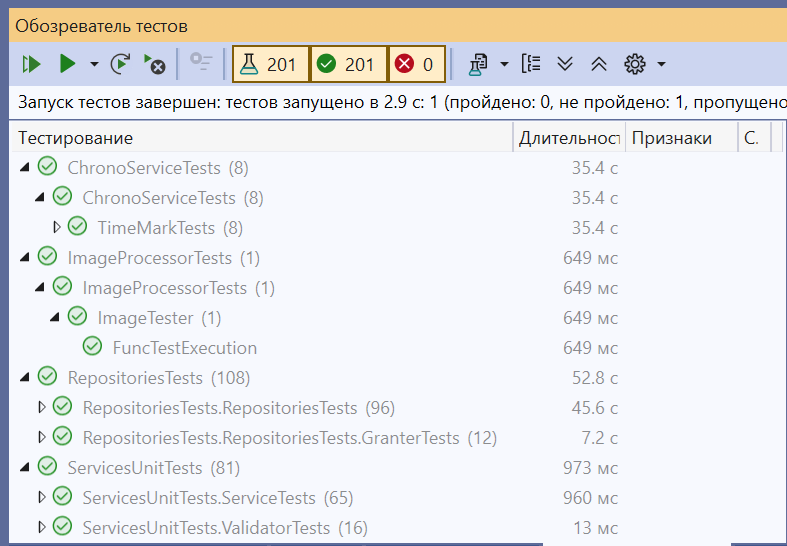 Обозреватель тестов
201 201 0
Запуск тестов завершен: тестов запущено в 2.9 с: 1 (пройдено: 0, не пройдено: 1, пропущено
Тестирование Длительност Признаки С.
ChronoServiceTests (8) 35.4 с
ChronoServiceTests (8) 35.4 с
TimeMarkTests (8) 35.4 с
ImageProcessorTests (1) 649 мс
ImageProcessorTests (1) 649 мс
ImageTester (1) 649 мс
FuncTestExecution 649 мс
RepositoriesTests (108) 52.8 с
RepositoriesTests.RepositoriesTests (96) 45.6 с
RepositoriesTests.RepositoriesTests.GranterTests (12) 7.2 с
ServicesUnitTests (81) 973 мс
ServicesUnitTests.ServiceTests (65) 960 мс
ServicesUnitTests.ValidatorTests (16) 13 мс